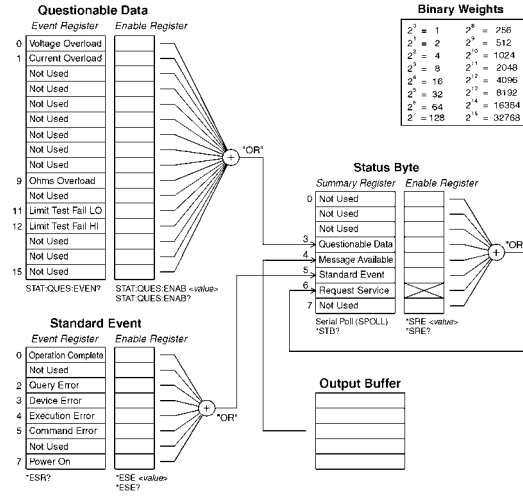 Questionable Data
Event Register Enable Register
0 Voltage Overload
1 Current Overload
Not Used
Not Used
Not Used
Not Used
Not Used
Not Used
Not Used
9 Ohms Overload
Not Used
11 Limit Test Fail LO
12 Limit Test Fail HI
Not Used
Not Used
15 Not Used
"OR"
+
STAT:QUES:EVEN? STAT:QUES:ENAB <value>
STAT:QUES:ENAB?
Binary Weights
2⁰ = 1 2⁸ = 256
2¹ = 2 2⁹ = 512
2² = 4 2¹⁰ = 1024
2³ = 8 2¹¹ = 2048
2⁴ = 16 2¹² = 4096
2⁵ = 32 2¹³ = 8192
2⁶ = 64 2¹⁴ = 16384
2⁷ = 128 2¹⁵ = 32768
Status Byte
Summary Register Enable Register
0 Not Used
Not Used
Not Used
3 Questionable Data
4 Message Available
5 Standard Event
6 Request Service
7 Not Used
"OR"
+
Serial Poll (SPOLL) *SRE <value>
*STB? *SRE?
Standard Event
Event Register Enable Register
0 Operation Complete
Not Used
2 Query Error
3 Device Error
4 Execution Error
5 Command Error
Not Used
7 Power On
+
"OR"
*ESR? *ESE <value>
*ESE?
Output Buffer